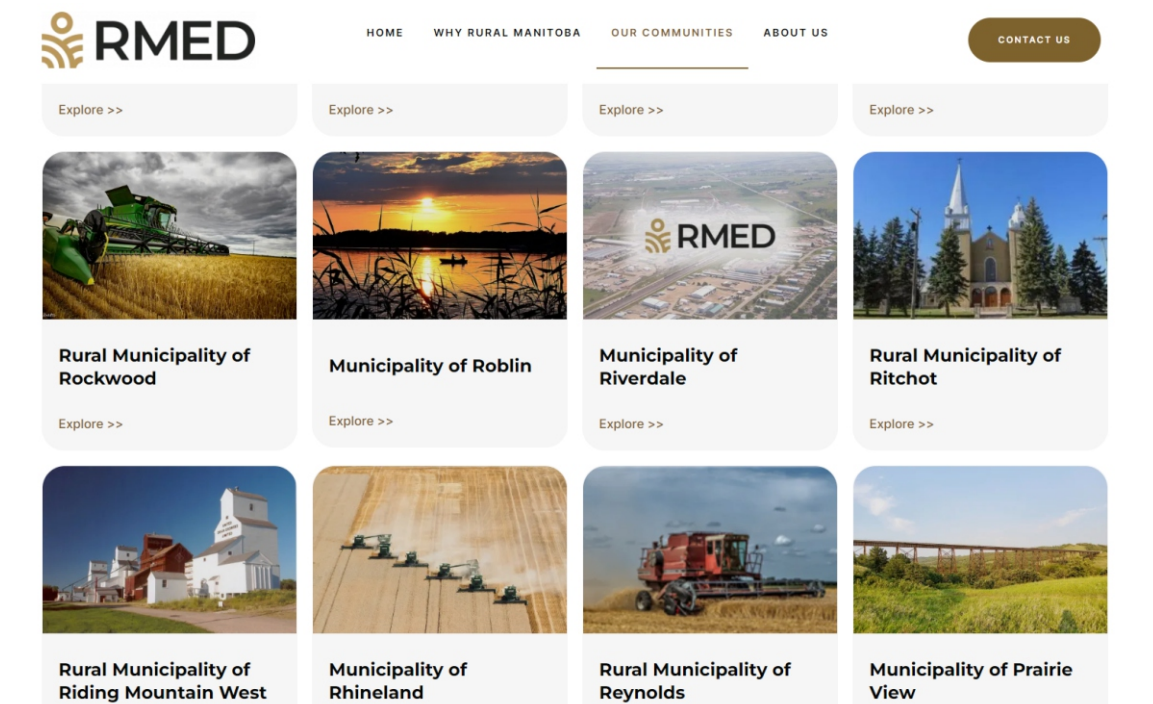 RMED
HOME
WHY RURAL MANITOBA
OUR COMMUNITIES
ABOUT US
CONTACT US
Explore >>
Explore >>
Explore >>
Explore >>
RMED
Rural Municipality of
Rockwood
Explore >>
Municipality of Roblin
Explore >>
Municipality of
Riverdale
Explore >>
Rural Municipality of
Ritchot
Explore >>
Rural Municipality of
Riding Mountain West
Municipality of
Rhineland
Rural Municipality of
Reynolds
Municipality of Prairie
View